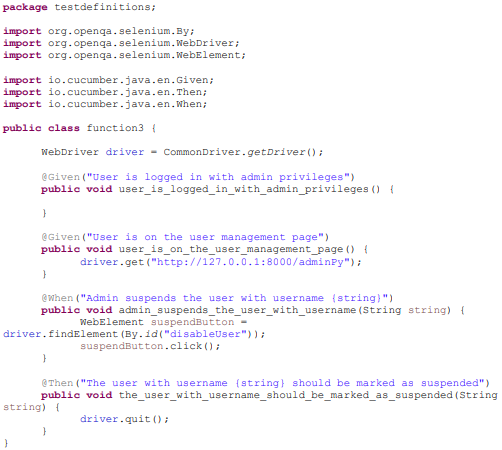 package testdefinitions;
import org.openqa.selenium.By;
import org.openqa.selenium.WebDriver;
import org.openqa.selenium.WebElement;
import io.cucumber.java.en.Given;
import io.cucumber.java.en.Then;
import io.cucumber.java.en.When;
public class function3 {
WebDriver driver = CommonDriver.getDriver();
@Given("User is logged in with admin privileges")
public void user_is_logged_in_with_admin_privileges() {
}
@Given("User is on the user management page")
public void user_is_on_the_user_management_page() {
driver.get("http://127.0.0.1:8000/adminPy");
}
@When("Admin suspends the user with username {string}")
public void admin_suspends_the_user_with_username(String string) {
WebElement suspendButton =
driver.findElement(By.id("disableUser"));
suspendButton.click();
}
@Then("The user with username {string} should be marked as suspended")
public void the_user_with_username_should_be_marked_as_suspended(String
string) {
driver.quit();
}
}